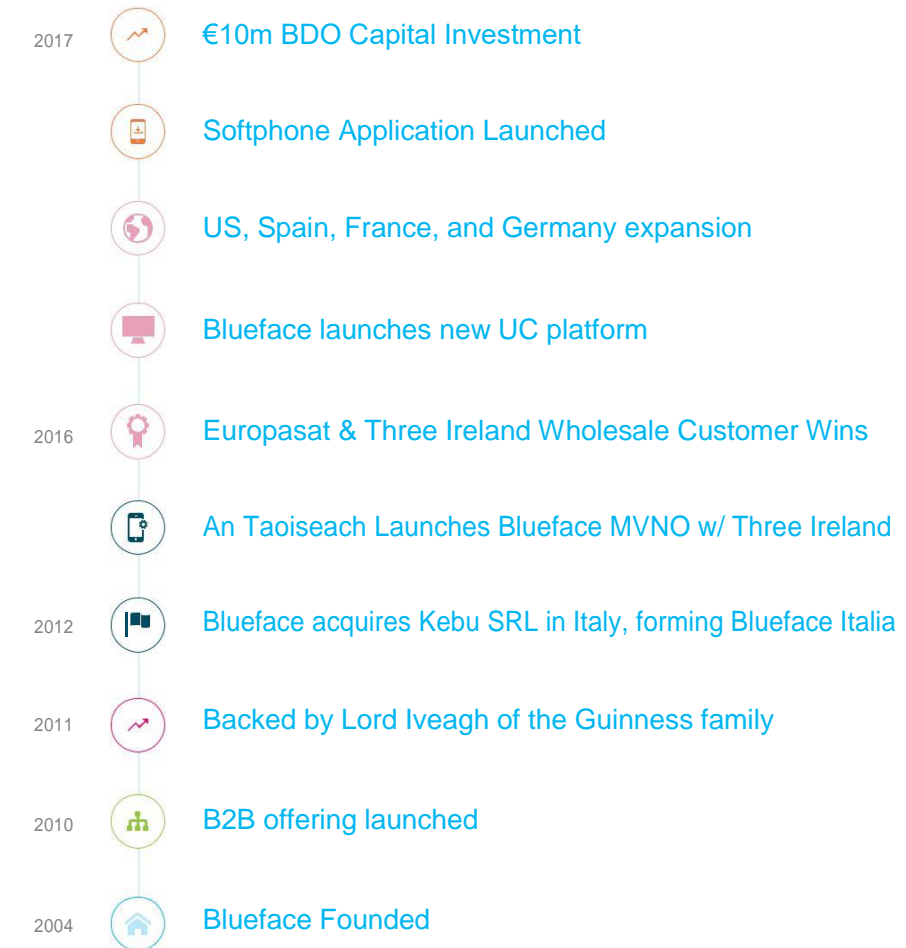 2017 €10m BDO Capital Investment
Softphone Application Launched
US, Spain, France, and Germany expansion
Blueface launches new UC platform
2016 Europasat & Three Ireland Wholesale Customer Wins
An Taoiseach Launches Blueface MVNO w/ Three Ireland
2012 Blueface acquires Kebu SRL in Italy, forming Blueface Italia
2011 Backed by Lord Iveagh of the Guinness family
2010 B2B offering launched
2004 Blueface Founded